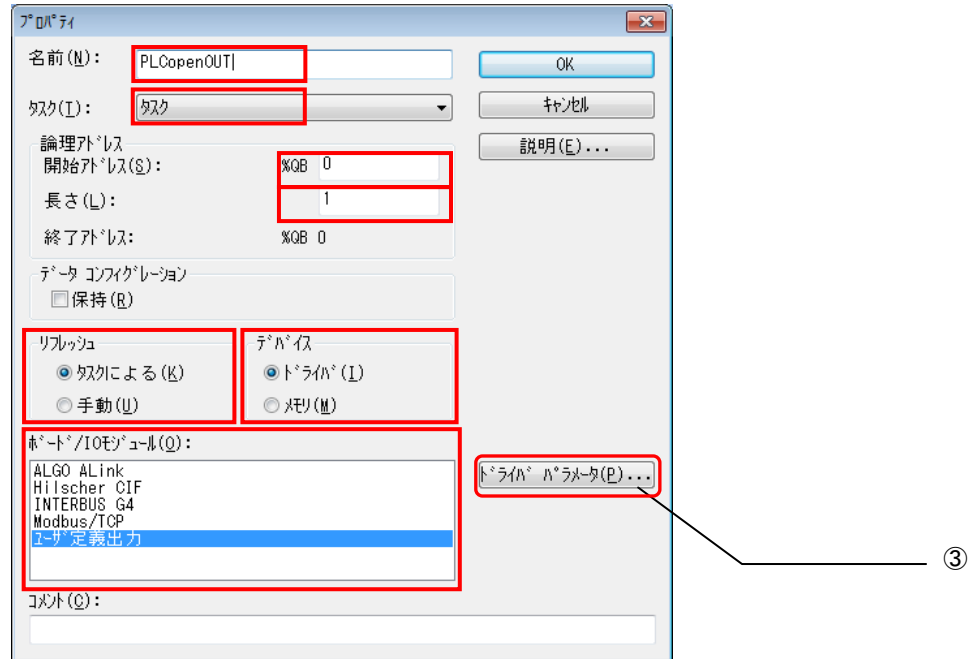 ﾌﾟﾛﾊﾟﾃｨ
名前(N): PLCopenOUT
OK
ﾀｽｸ(T): ﾀｽｸ
ｷｬﾝｾﾙ
論理ｱﾄﾞﾚｽ
説明(E)...
開始ｱﾄﾞﾚｽ(S): %QB 0
長さ(L): 1
終了ｱﾄﾞﾚｽ: %QB 0
ﾃﾞｰﾀ ｺﾝﾌｨｸﾞﾚｰｼｮﾝ
保持(R)
ﾘﾌﾚｯｼｭ
ﾀｽｸによる(K)
手動(U)
ﾃﾞﾊﾞｲｽ
ﾄﾞﾗｲﾊﾞ(I)
ﾒﾓﾘ(M)
ﾎﾞｰﾄﾞ/IOﾓｼﾞｭｰﾙ(O):
ALGO ALink
Hilscher CIF
INTERBUS G4
Modbus/TCP
ﾕｰｻﾞ定義出力
ﾄﾞﾗｲﾊﾞ ﾊﾟﾗﾒｰﾀ(P)...
③
ｺﾒﾝﾄ(C):